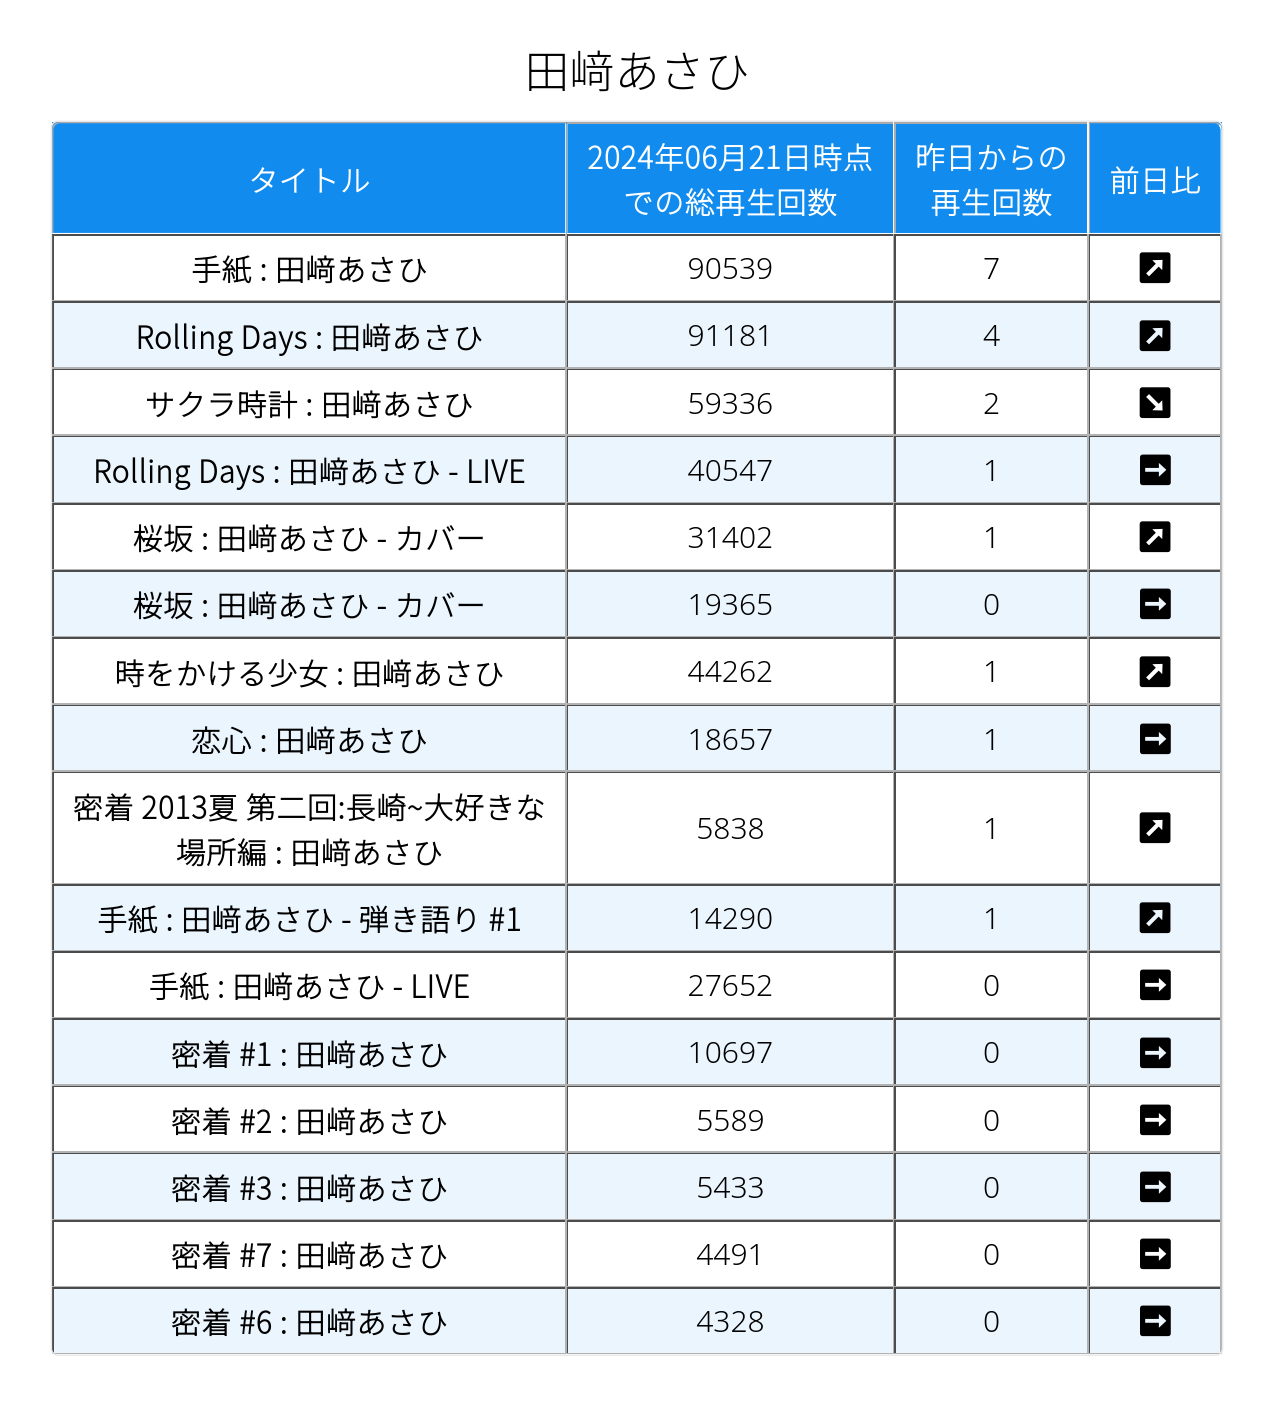 田﨑あさひ
タイトル
2024年06月21日時点
での総再生回数
昨日からの
再生回数
前日比
手紙 : 田﨑あさひ 90539 7
Rolling Days : 田﨑あさひ 91181 4
サクラ時計 : 田﨑あさひ 59336 2
Rolling Days : 田﨑あさひ - LIVE 40547 1
桜坂 : 田﨑あさひ - カバー 31402 1
桜坂 : 田﨑あさひ - カバー 19365 0
時をかける少女 : 田﨑あさひ 44262 1
恋心 : 田﨑あさひ 18657 1
密着 2013夏 第二回:長崎~大好きな
場所編 : 田﨑あさひ 5838 1
手紙 : 田﨑あさひ - 弾き語り #1 14290 1
手紙 : 田﨑あさひ - LIVE 27652 0
密着 #1 : 田﨑あさひ 10697 0
密着 #2 : 田﨑あさひ 5589 0
密着 #3 : 田﨑あさひ 5433 0
密着 #7 : 田﨑あさひ 4491 0
密着 #6 : 田﨑あさひ 4328 0